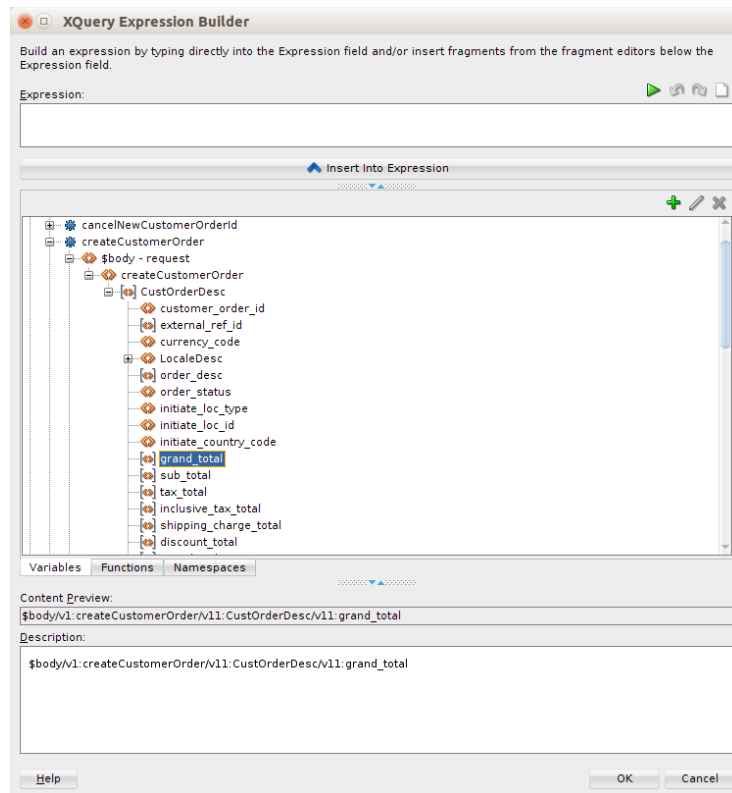 XQuery Expression Builder
Build an expression by typing directly into the Expression field and/or insert fragments from the fragment editors below the
Expression field.
Expression:
Insert Into Expression
cancelNewCustomerOrderId
createCustomerOrder
$body - request
createCustomerOrder
CustOrderDesc
customer_order_id
external_ref_id
currency_code
LocaleDesc
order_desc
order_status
initiate_loc_type
initiate_loc_id
initiate_country_code
grand_total
sub_total
tax_total
inclusive_tax_total
shipping_charge_total
discount_total
Variables Functions Namespaces
Content Preview:
$body/v1:createCustomerOrder/v11:CustOrderDesc/v11:grand_total
Description:
$body/v1:createCustomerOrder/v11:CustOrderDesc/v11:grand_total
Help OK Cancel